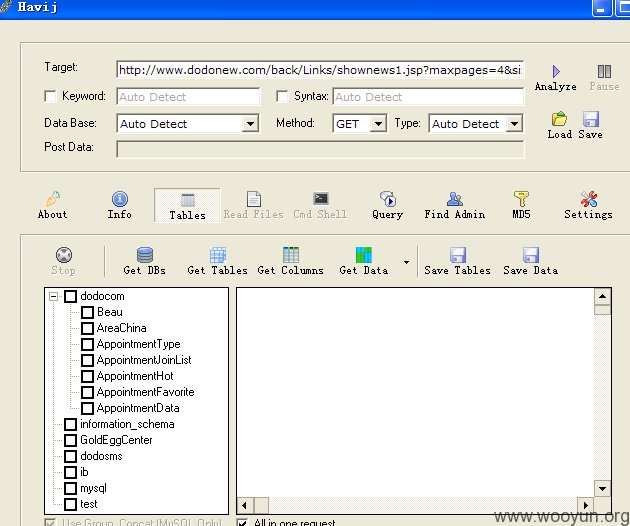 Havij
Target: http://www.dodonew.com/back/Links/shownews1.jsp?maxpages=4&si
Analyze Pause
Keyword: Auto Detect Syntax: Auto Detect
Data Base: Auto Detect Method: GET Type: Auto Detect
Load Save
Post Data:
About Info Tables Read Files Cmd Shell Query Find Admin MD5 Settings
Stop Get DBs Get Tables Get Columns Get Data Save Tables Save Data
dodocom
Beau
AreaChina
AppointmentType
AppointmentJoinList
AppointmentHot
AppointmentFavorite
AppointmentData
information_schema
GoldEggCenter
dodosms
ib
mysql
test
www.wooyun.org
Use Group_Concat (MySQL Only) All in one request